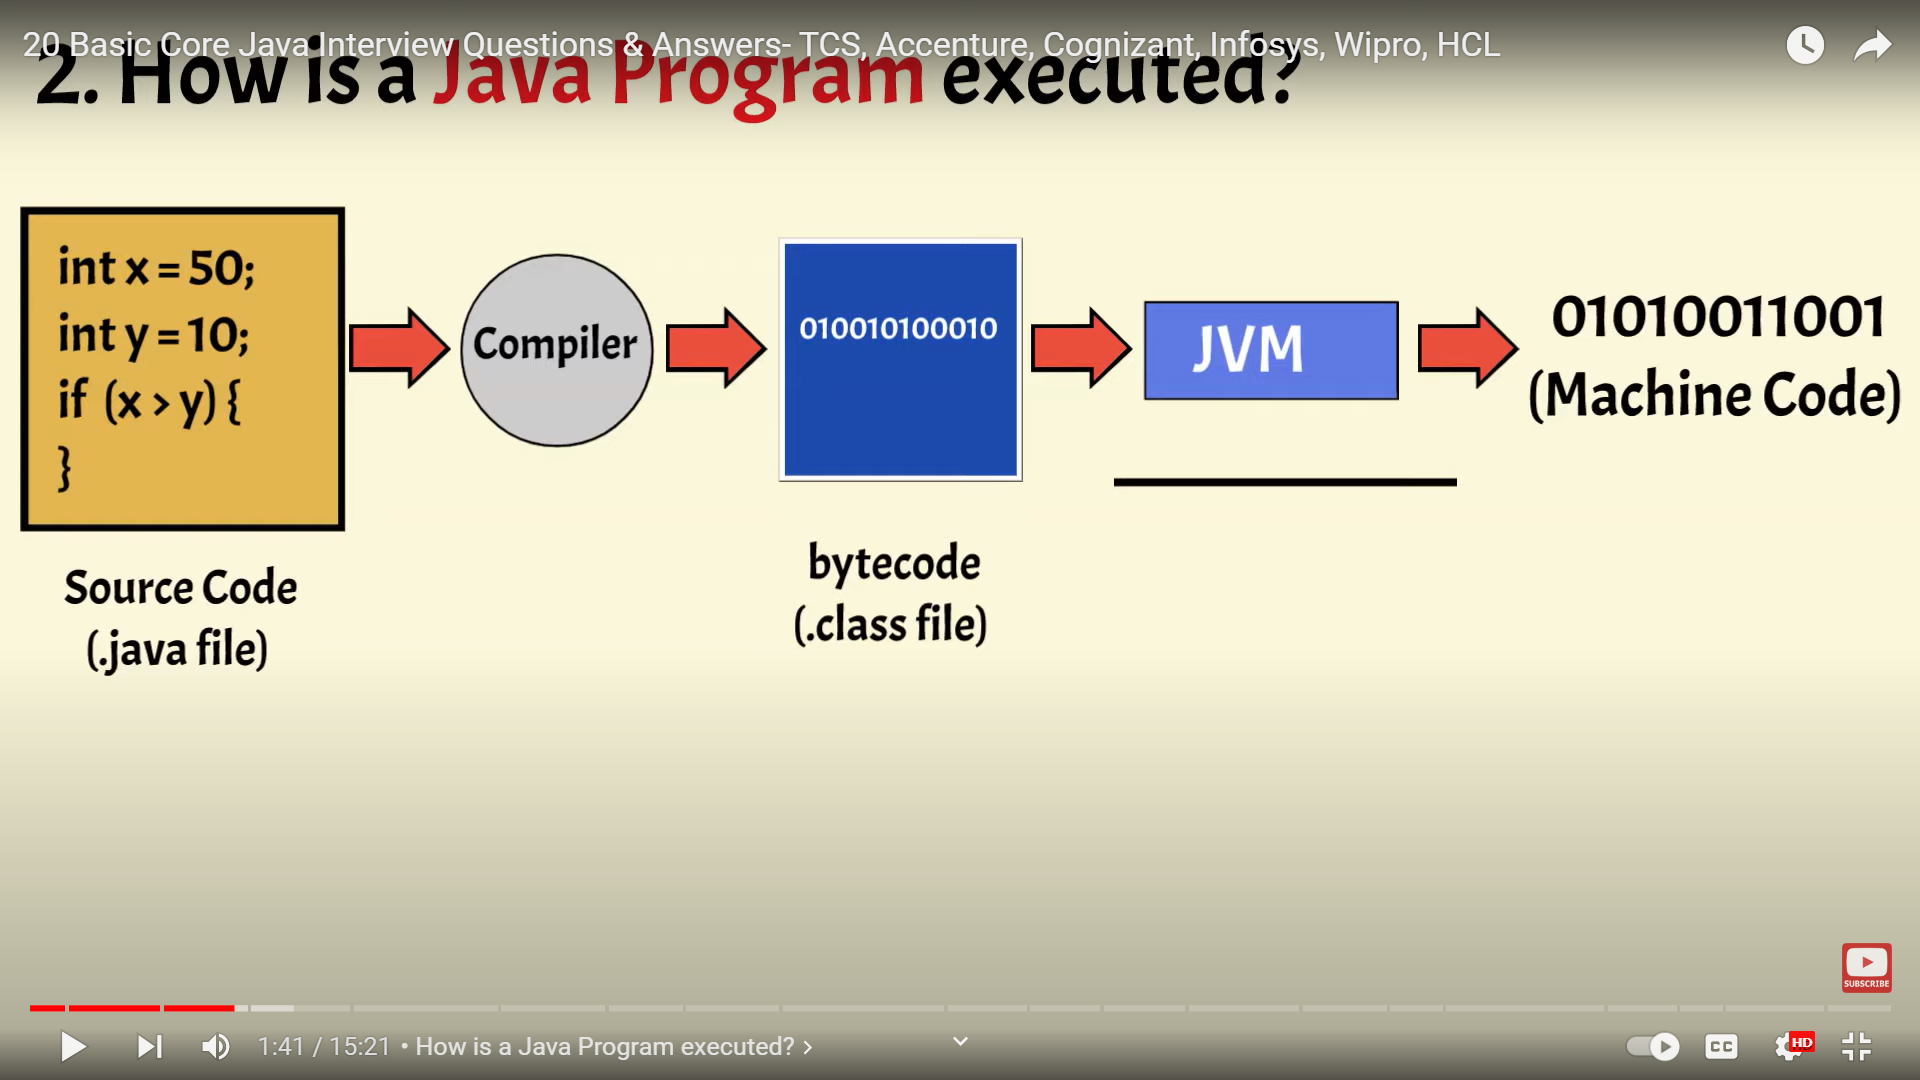 20 Basic Core Java Interview Questions & Answers- TCS, Accenture, Cognizant, Infosys, Wipro, HCL
2. How is a Java Program executed?
int x = 50;
int y = 10;
if (x > y) {
}
Source Code
(.java file)
Compiler
010010100010
bytecode
(.class file)
JVM
01010011001
(Machine Code)
SUBSCRIBE
1:41 / 15:21 • How is a Java Program executed? >
CC
HD